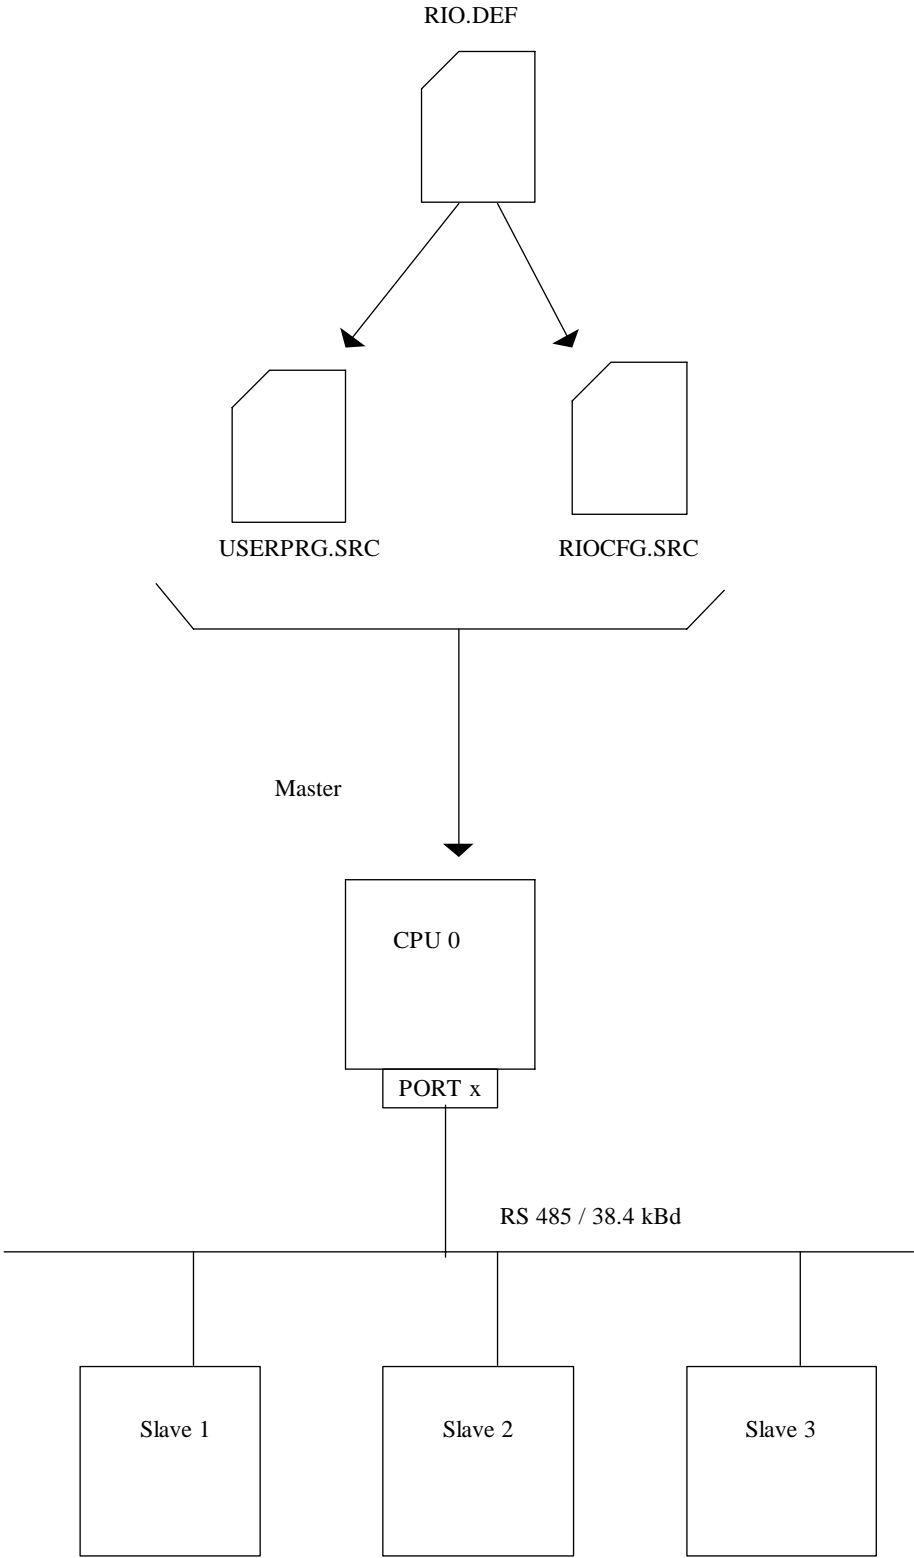 RIO.DEF
USERPRG.SRC
RIOCFG.SRC
Master
CPU 0
PORT x
RS 485 / 38.4 kBd
Slave 1
Slave 2
Slave 3